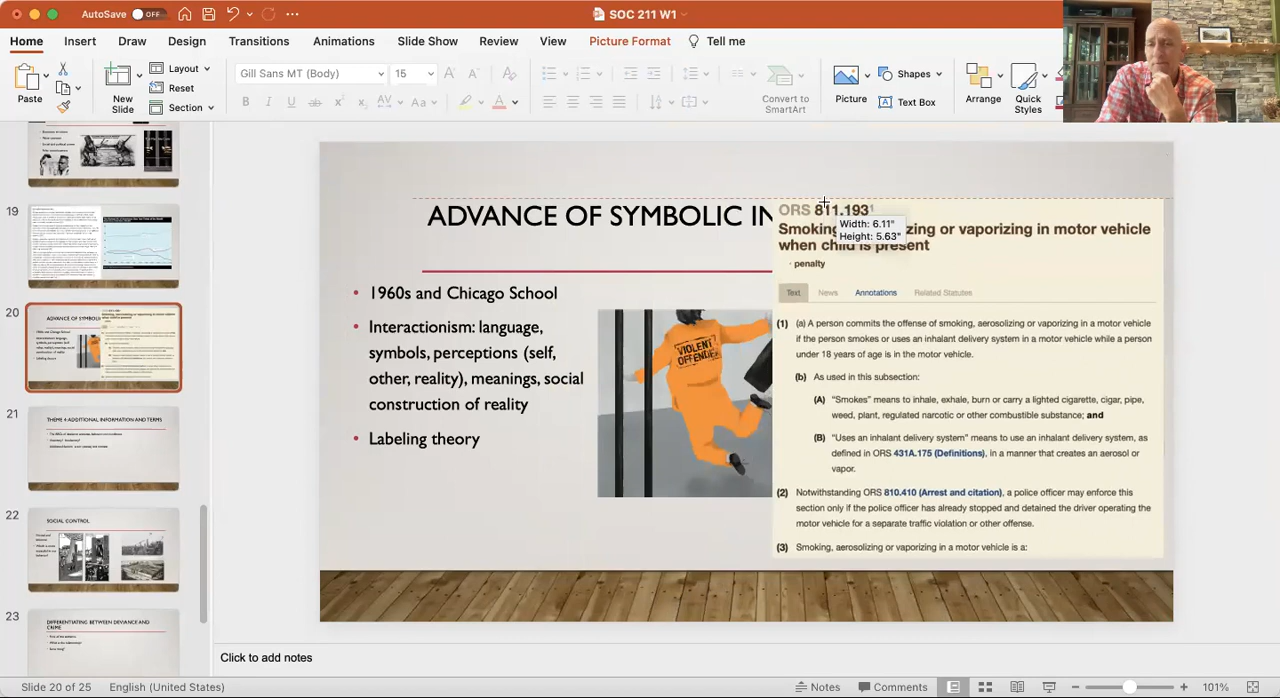 AutoSave OFF
SOC 211 W1
Home Insert Draw Design Transitions Animations Slide Show Review View Picture Format Tell me
Paste
New
Slide
Layout
Reset
Section
Gill Sans MT (Body) 15
Convert to
SmartArt
Picture
Shapes
Text Box
Arrange
Quick
Styles
19
20
ADVANCE OF SYMBOLIC IN
ORS 811.193
Width: 6.11"
Height: 5.63"
Smoking, zing or vaporizing in motor vehicle
when child is present
· penalty
Text News Annotations Related Statutes
(1) (a) A person commits the offense of smoking, aerosolizing or vaporizing in a motor vehicle
if the person smokes or uses an inhalant delivery system in a motor vehicle while a person
under 18 years of age is in the motor vehicle.
(b) As used in this subsection:
(A) “Smokes” means to inhale, exhale, burn or carry a lighted cigarette, cigar, pipe,
weed, plant, regulated narcotic or other combustible substance; and
(B) “Uses an inhalant delivery system” means to use an inhalant delivery system, as
defined in ORS 431A.175 (Definitions), in a manner that creates an aerosol or
vapor.
(2) Notwithstanding ORS 810.410 (Arrest and citation), a police officer may enforce this
section only if the police officer has already stopped and detained the driver operating the
motor vehicle for a separate traffic violation or other offense.
(3) Smoking, aerosolizing or vaporizing in a motor vehicle is a:
• 1960s and Chicago School
• Interactionism: language,
symbols, perceptions (self,
other, reality), meanings, social
construction of reality
• Labeling theory
VIOLENT
OFFENDER
21
THEME 4: ADDITIONAL INFORMATION AND TERMS
22
SOCIAL CONTROL
23
DIFFERENTIATING BETWEEN DEVIANCE AND
CRIME
Click to add notes
Slide 20 of 25 English (United States) Notes Comments 101%